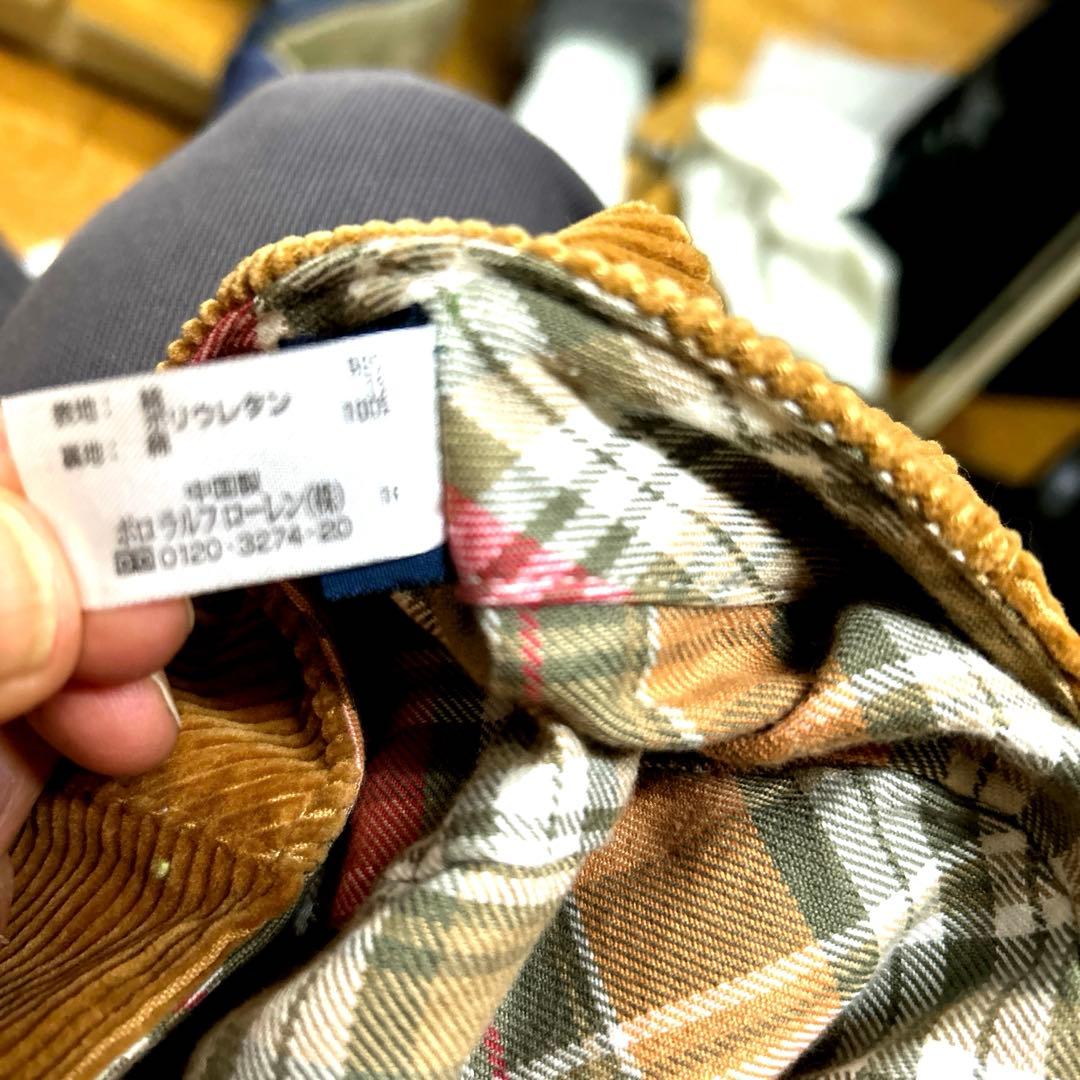 表地： 綿
ポリウレタン
裏地： 綿 100%
中国製
ポロ ラルフ ローレン(株)
0120-3274-20